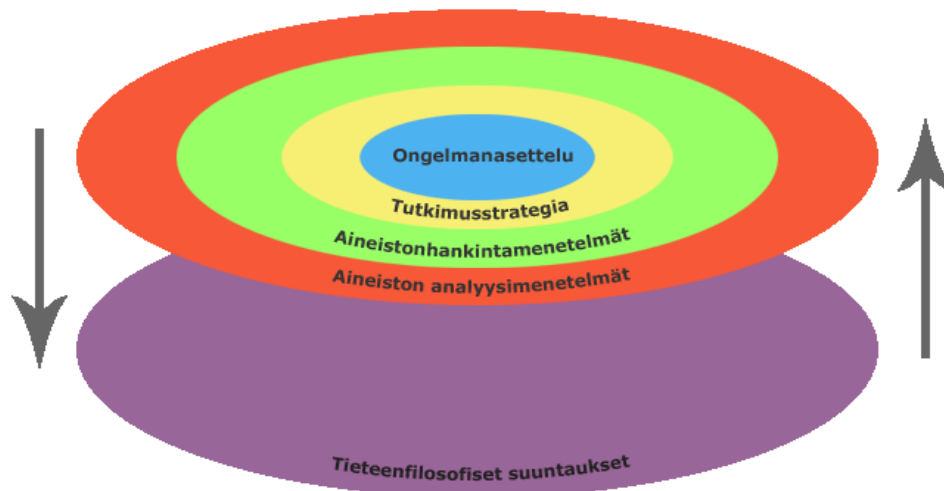 Ongelmanasettelu
Tutkimusstrategia
Aineistonhankintamenetelmät
Aineiston analyysimenetelmät
Tieteenfilosofiset suuntaukset